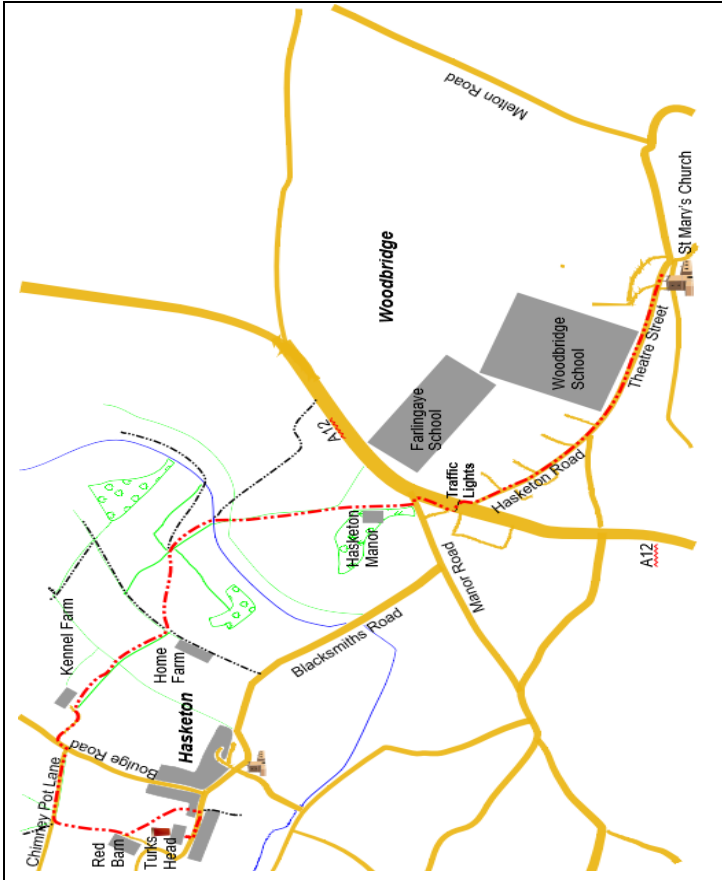 Melton Road
Woodbridge
St Mary's Church
Woodbridge
School
Theatre Street
Farlingaye
School
A12
Traffic
Lights
Hasketon Road
A12
Hasketon
Manor
Manor Road
Blacksmiths Road
Kennel Farm
Home
Farm
Hasketon
Boulge Road
Chimney Pot Lane
Red
Barn
Turks
Head